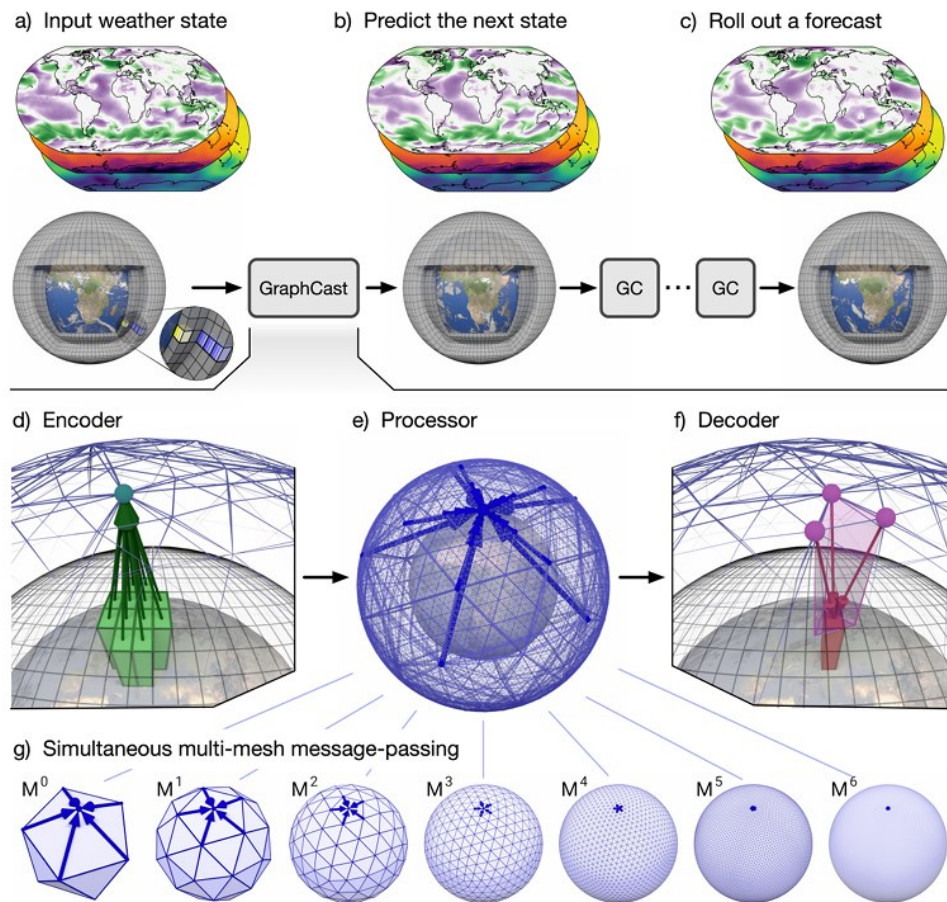 a) Input weather state
b) Predict the next state
c) Roll out a forecast
GraphCast
GC
...
GC
d) Encoder
e) Processor
f) Decoder
g) Simultaneous multi-mesh message-passing
M⁰
M¹
M²
M³
M⁴
M⁵
M⁶